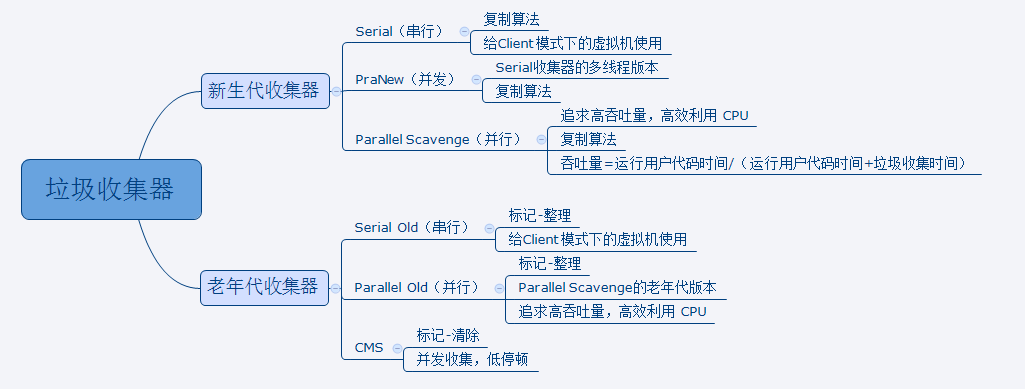 垃圾收集器
新生代收集器
Serial（串行）
复制算法
给Client模式下的虚拟机使用
PraNew（并发）
Serial收集器的多线程版本
复制算法
Parallel Scavenge（并行）
追求高吞吐量，高效利用 CPU
复制算法
吞吐量=运行用户代码时间/（运行用户代码时间+垃圾收集时间）
老年代收集器
Serial Old（串行）
标记-整理
给Client模式下的虚拟机使用
Parallel Old（并行）
标记-整理
Parallel Scavenge的老年代版本
追求高吞吐量，高效利用 CPU
CMS
标记-清除
并发收集，低停顿